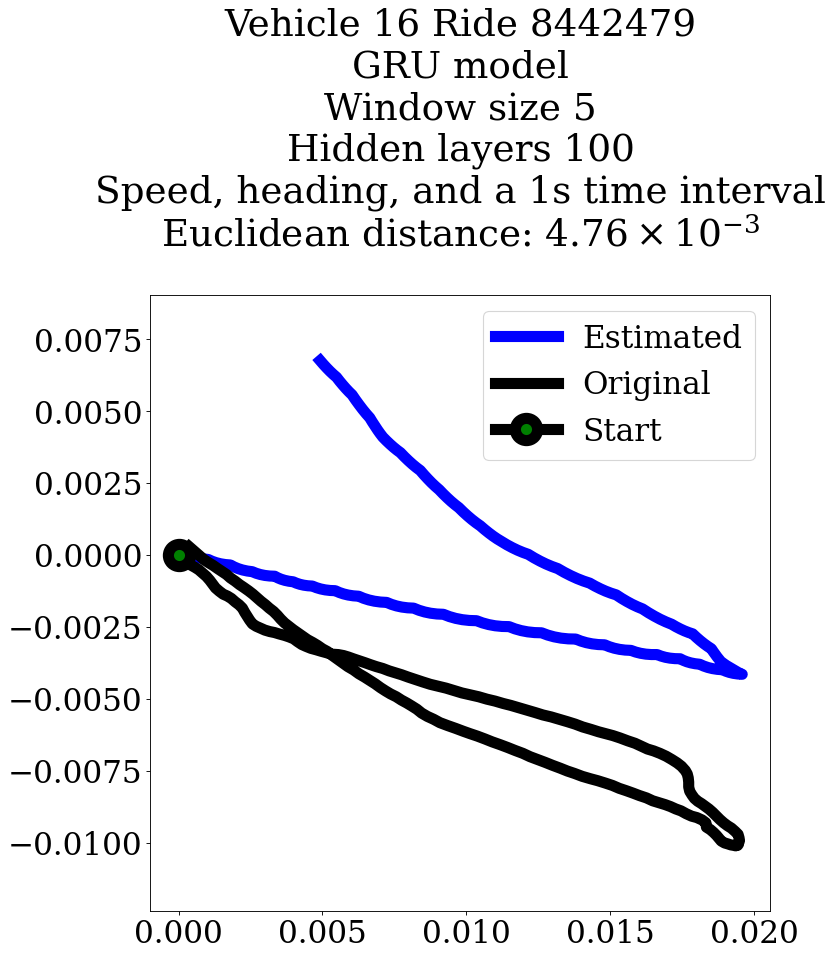 Vehicle 16 Ride 8442479
GRU model
Window size 5
Hidden layers 100
Speed, heading, and a 1s time interval
Euclidean distance: 4.76 × 10⁻³
Estimated
Original
Start
0.0075
0.0050
0.0025
0.0000
−0.0025
−0.0050
−0.0075
−0.0100
0.000 0.005 0.010 0.015 0.020